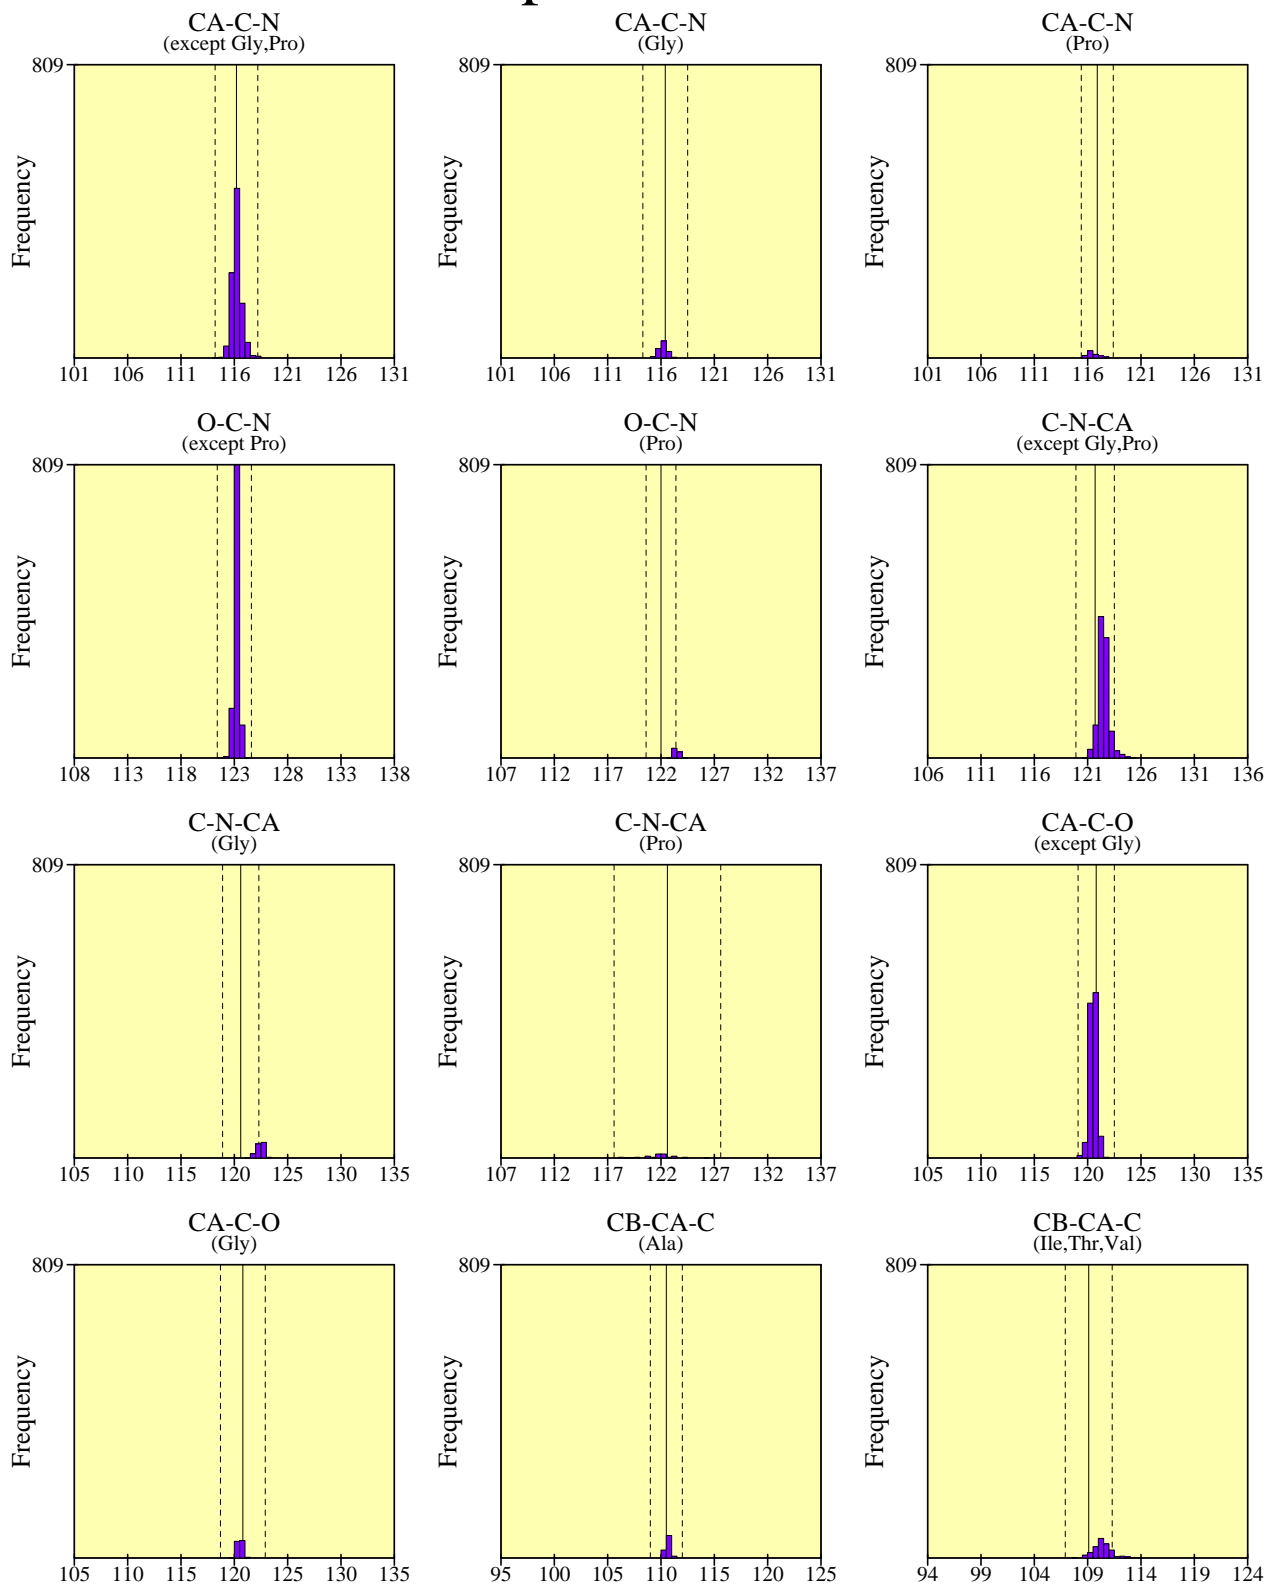 CA-C-N CA-C-N CA-C-N
(except Gly,Pro) (Gly) (Pro)
809 809 809
Frequency Frequency Frequency
101 106 111 116 121 126 131 101 106 111 116 121 126 131 101 106 111 116 121 126 131
O-C-N O-C-N C-N-CA
(except Pro) (Pro) (except Gly,Pro)
809 809 809
Frequency Frequency Frequency
108 113 118 123 128 133 138 107 112 117 122 127 132 137 106 111 116 121 126 131 136
C-N-CA C-N-CA CA-C-O
(Gly) (Pro) (except Gly)
809 809 809
Frequency Frequency Frequency
105 110 115 120 125 130 135 107 112 117 122 127 132 137 105 110 115 120 125 130 135
CA-C-O CB-CA-C CB-CA-C
(Gly) (Ala) (Ile,Thr,Val)
809 809 809
Frequency Frequency Frequency
105 110 115 120 125 130 135 95 100 105 110 115 120 125 94 99 104 109 114 119 124